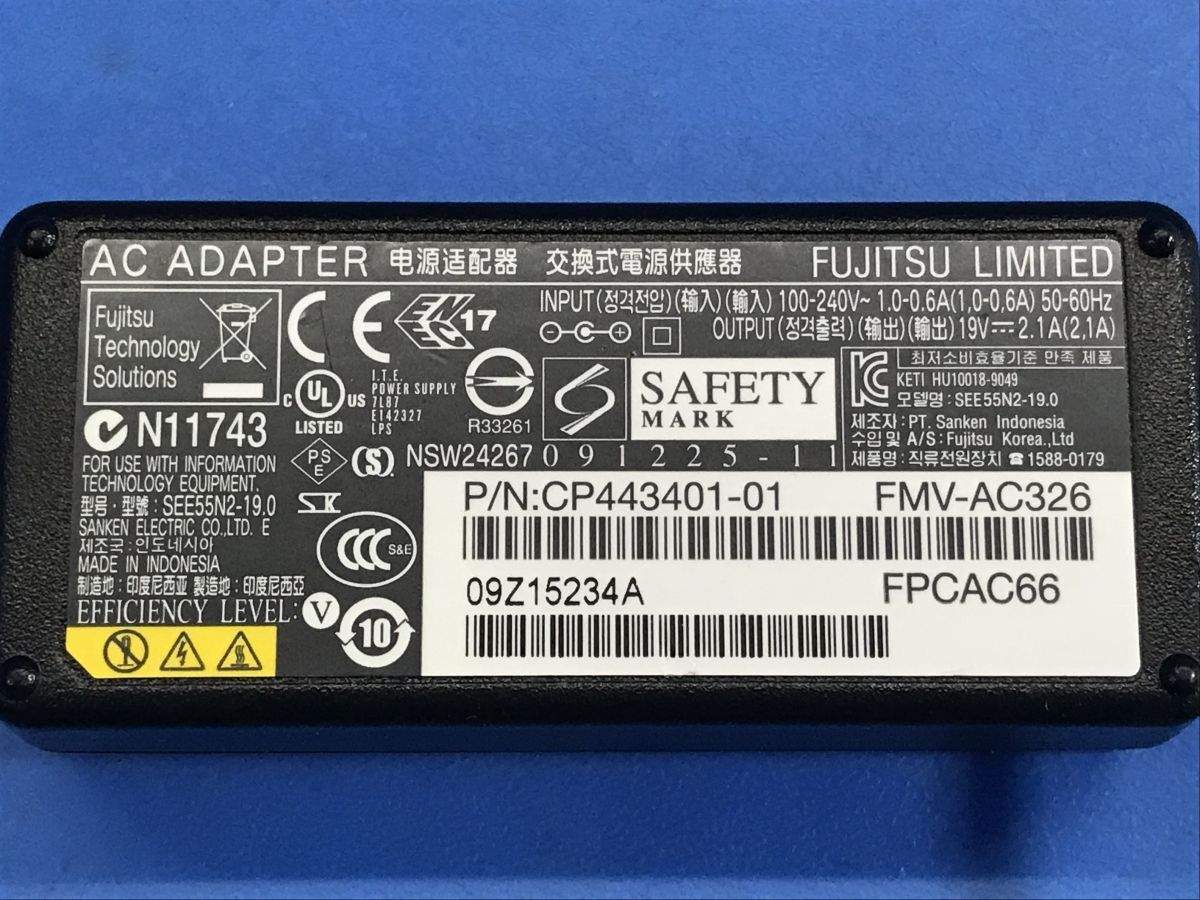 AC ADAPTER 电源适配器 交換式電源供應器 FUJITSU LIMITED
Fujitsu
Technology
Solutions
CE
ENEC 17
INPUT(정격전압)(输入)(輸入) 100-240V~ 1.0-0.6A(1,0-0.6A) 50-60Hz
OUTPUT(정격출력)(输出)(輸出) 19V⎓2.1A(2,1A)
N11743
C UL US
LISTED
I.T.E.
POWER SUPPLY
7L87
E142327
LPS
R33261
SAFETY
MARK
091225-11
KC
최저소비효율기준 만족 제품
KETI HU10018-9049
모델명 : SEE55N2-19.0
제조자 : PT. Sanken Indonesia
수입 및 A/S : Fujitsu Korea.,Ltd
제품명 : 직류전원장치 ☎1588-0179
PS
E
(S)
NSW24267
FOR USE WITH INFORMATION
TECHNOLOGY EQUIPMENT.
型号·型號 : SEE55N2-19.0
SANKEN ELECTRIC CO.,LTD. E
제조국 : 인도네시아
MADE IN INDONESIA
制造地 : 印度尼西亚 製造地 : 印度尼西亞
EFFICIENCY LEVEL: V
SK
CCC S&E
10
P/N:CP443401-01 FMV-AC326
09Z15234A FPCAC66